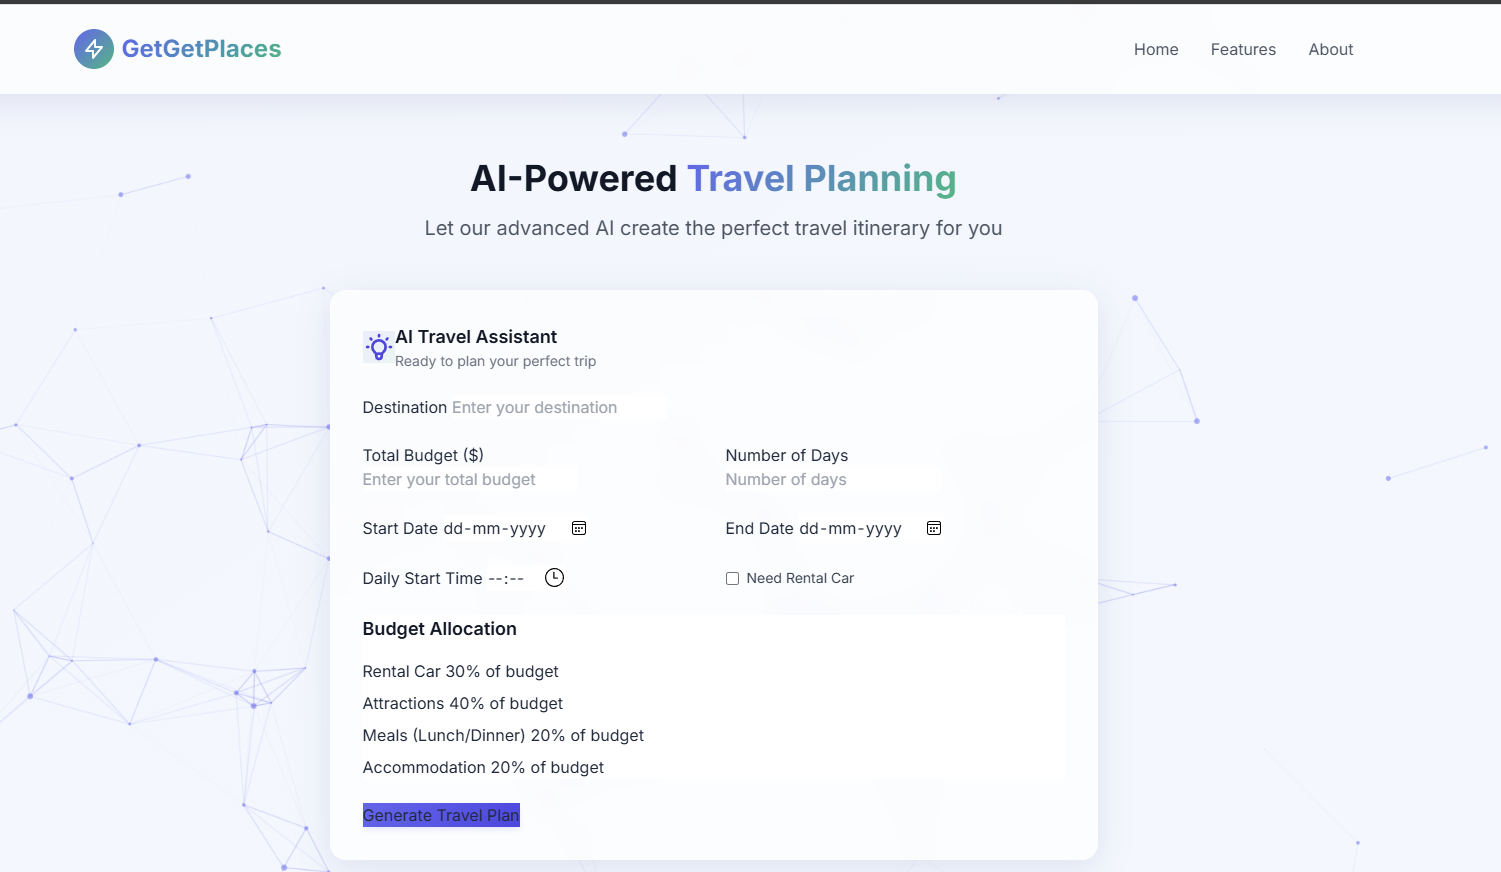 GetGetPlaces
Home Features About
AI-Powered Travel Planning
Let our advanced AI create the perfect travel itinerary for you
AI Travel Assistant
Ready to plan your perfect trip
Destination Enter your destination
Total Budget ($) Number of Days
Enter your total budget Number of days
Start Date dd-mm-yyyy End Date dd-mm-yyyy
Daily Start Time --:-- Need Rental Car
Budget Allocation
Rental Car 30% of budget
Attractions 40% of budget
Meals (Lunch/Dinner) 20% of budget
Accommodation 20% of budget
Generate Travel Plan